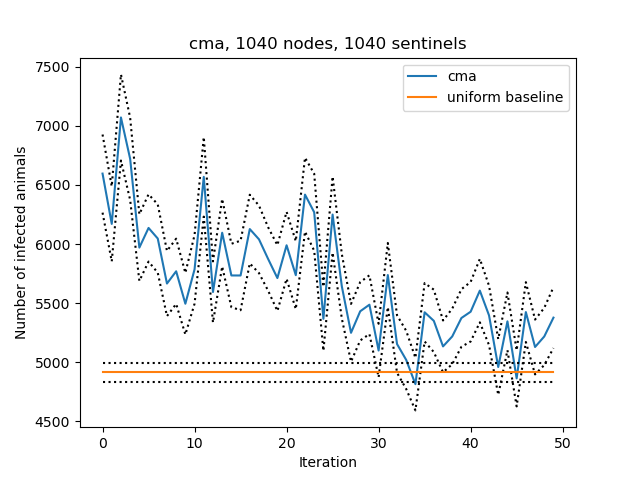 cma, 1040 nodes, 1040 sentinels
cma
uniform baseline
Number of infected animals
7500
7000
6500
6000
5500
5000
4500
0 10 20 30 40 50
Iteration